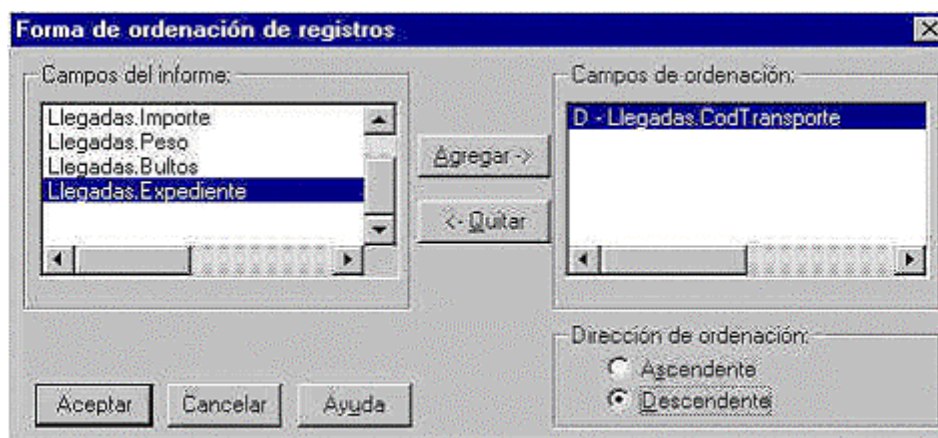 Forma de ordenación de registros
Campos del informe:
Llegadas.Importe
Llegadas.Peso
Llegadas.Bultos
Llegadas.Expediente
Agregar ->
<- Quitar
Campos de ordenación:
D - Llegadas.CodTransporte
Dirección de ordenación:
Ascendente
Descendente
Aceptar
Cancelar
Ayuda